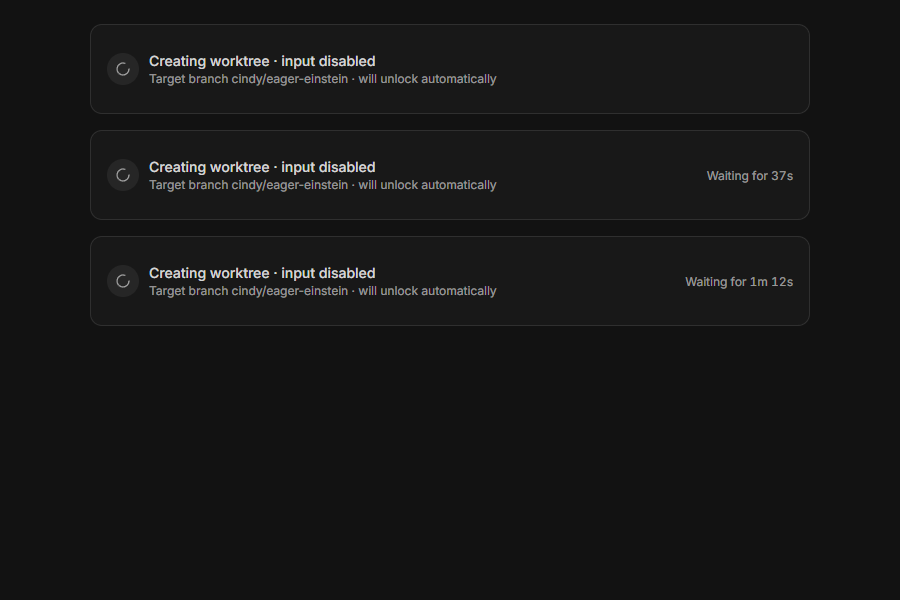 Creating worktree · input disabled
Target branch cindy/eager-einstein · will unlock automatically
Creating worktree · input disabled
Target branch cindy/eager-einstein · will unlock automatically
Waiting for 37s
Creating worktree · input disabled
Target branch cindy/eager-einstein · will unlock automatically
Waiting for 1m 12s